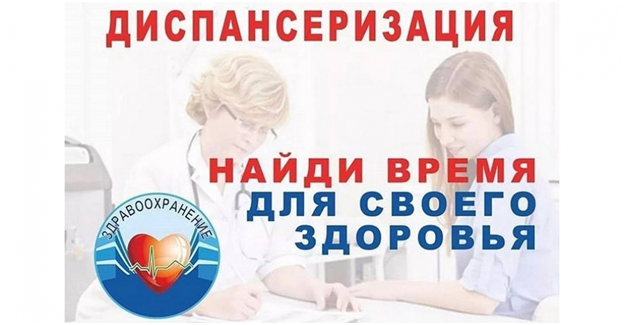 ДИСПАНСЕРИЗАЦИЯ
НАЙДИ ВРЕМЯ
ДЛЯ СВОЕГО
ЗДОРОВЬЯ
ЗДРАВООХРАНЕНИЕ